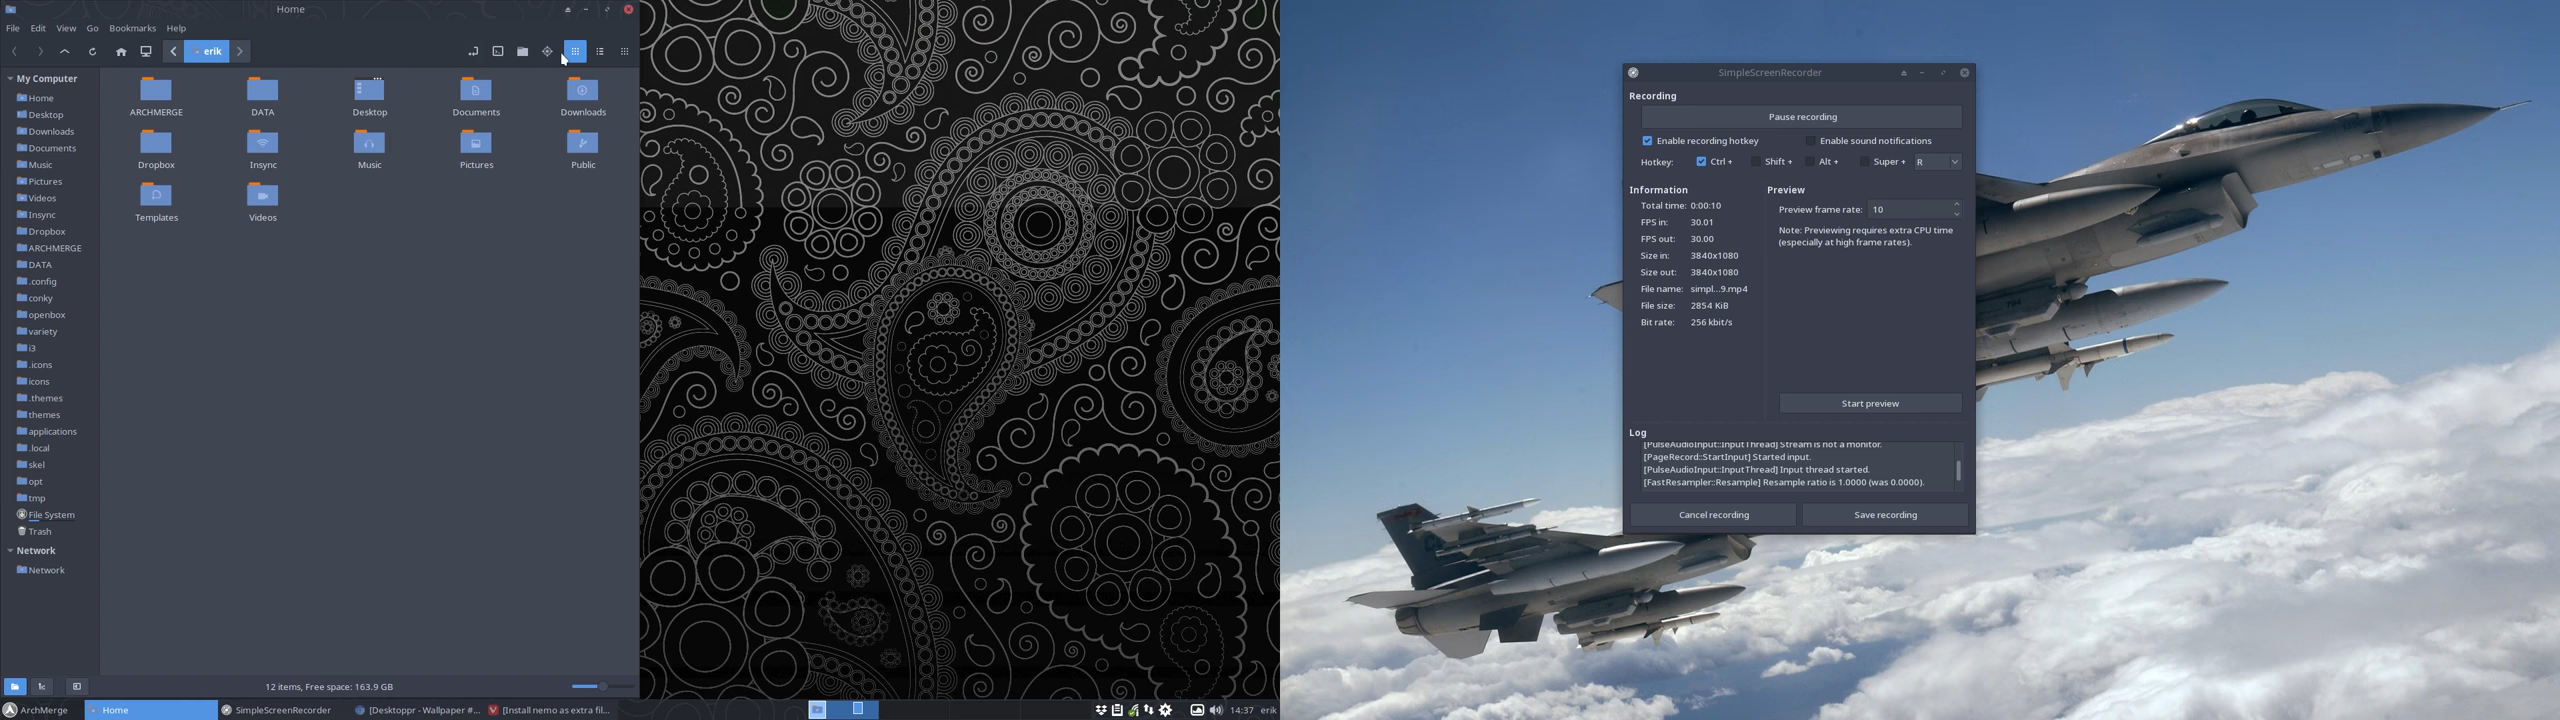 Home
File Edit View Go Bookmarks Help
erik
My Computer
Home
Desktop
Downloads
Documents
Music
Pictures
Videos
Insync
Dropbox
ARCHMERGE
DATA
.config
conky
openbox
variety
i3
.icons
icons
.themes
themes
applications
.local
skel
opt
tmp
File System
Trash
Network
Network
ARCHMERGE DATA Desktop Documents Downloads
Dropbox Insync Music Pictures Public
Templates Videos
12 items, Free space: 163.9 GB
SimpleScreenRecorder
Recording
Pause recording
Enable recording hotkey Enable sound notifications
Hotkey: Ctrl + Shift + Alt + Super + R
Information
Total time: 0:00:10
FPS in: 30.01
FPS out: 30.00
Size in: 3840x1080
Size out: 3840x1080
File name: simpl...9.mp4
File size: 2854 KiB
Bit rate: 256 kbit/s
Preview
Preview frame rate: 10
Note: Previewing requires extra CPU time
(especially at high frame rates).
Start preview
Log
[PulseAudioInput::InputThread] Stream is not a monitor.
[PageRecord::StartInput] Started input.
[PulseAudioInput::InputThread] Input thread started.
[FastResampler::Resample] Resample ratio is 1.0000 (was 0.0000).
Cancel recording Save recording
ArchMerge Home SimpleScreenRecorder [Desktoppr - Wallpaper #... [Install nemo as extra fil... 14:37 erik